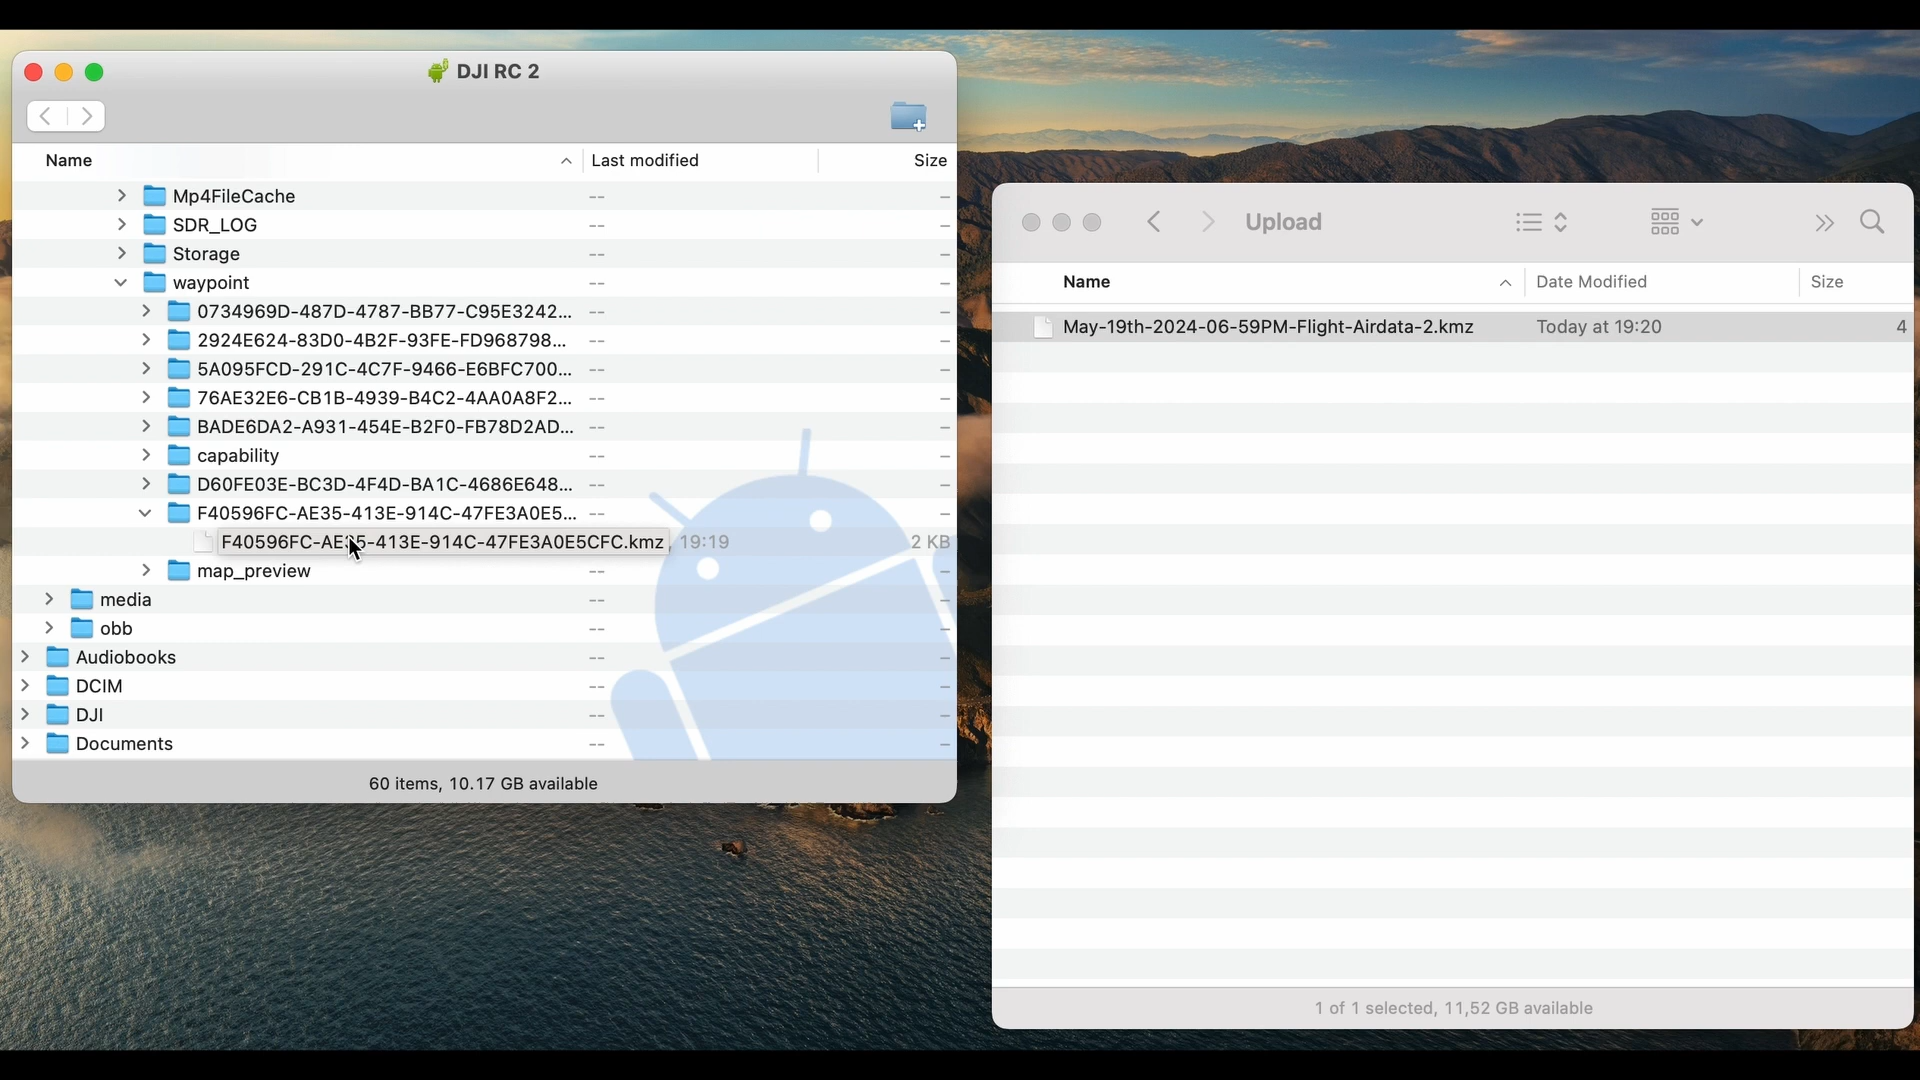 DJI RC 2
Name Last modified Size
Mp4FileCache -- –
SDR_LOG -- –
Storage -- –
waypoint -- –
0734969D-487D-4787-BB77-C95E3242... -- –
2924E624-83D0-4B2F-93FE-FD968798... -- –
5A095FCD-291C-4C7F-9466-E6BFC700... -- –
76AE32E6-CB1B-4939-B4C2-4AA0A8F2... -- –
BADE6DA2-A931-454E-B2F0-FB78D2AD... -- –
capability -- –
D60FE03E-BC3D-4F4D-BA1C-4686E648... -- –
F40596FC-AE35-413E-914C-47FE3A0E5... -- –
F40596FC-AE35-413E-914C-47FE3A0E5CFC.kmz 19:19 2 KB
map_preview -- –
media -- –
obb -- –
Audiobooks -- –
DCIM -- –
DJI -- –
Documents -- –
60 items, 10.17 GB available
Upload
Name Date Modified Size
May-19th-2024-06-59PM-Flight-Airdata-2.kmz Today at 19:20 4
1 of 1 selected, 11,52 GB available